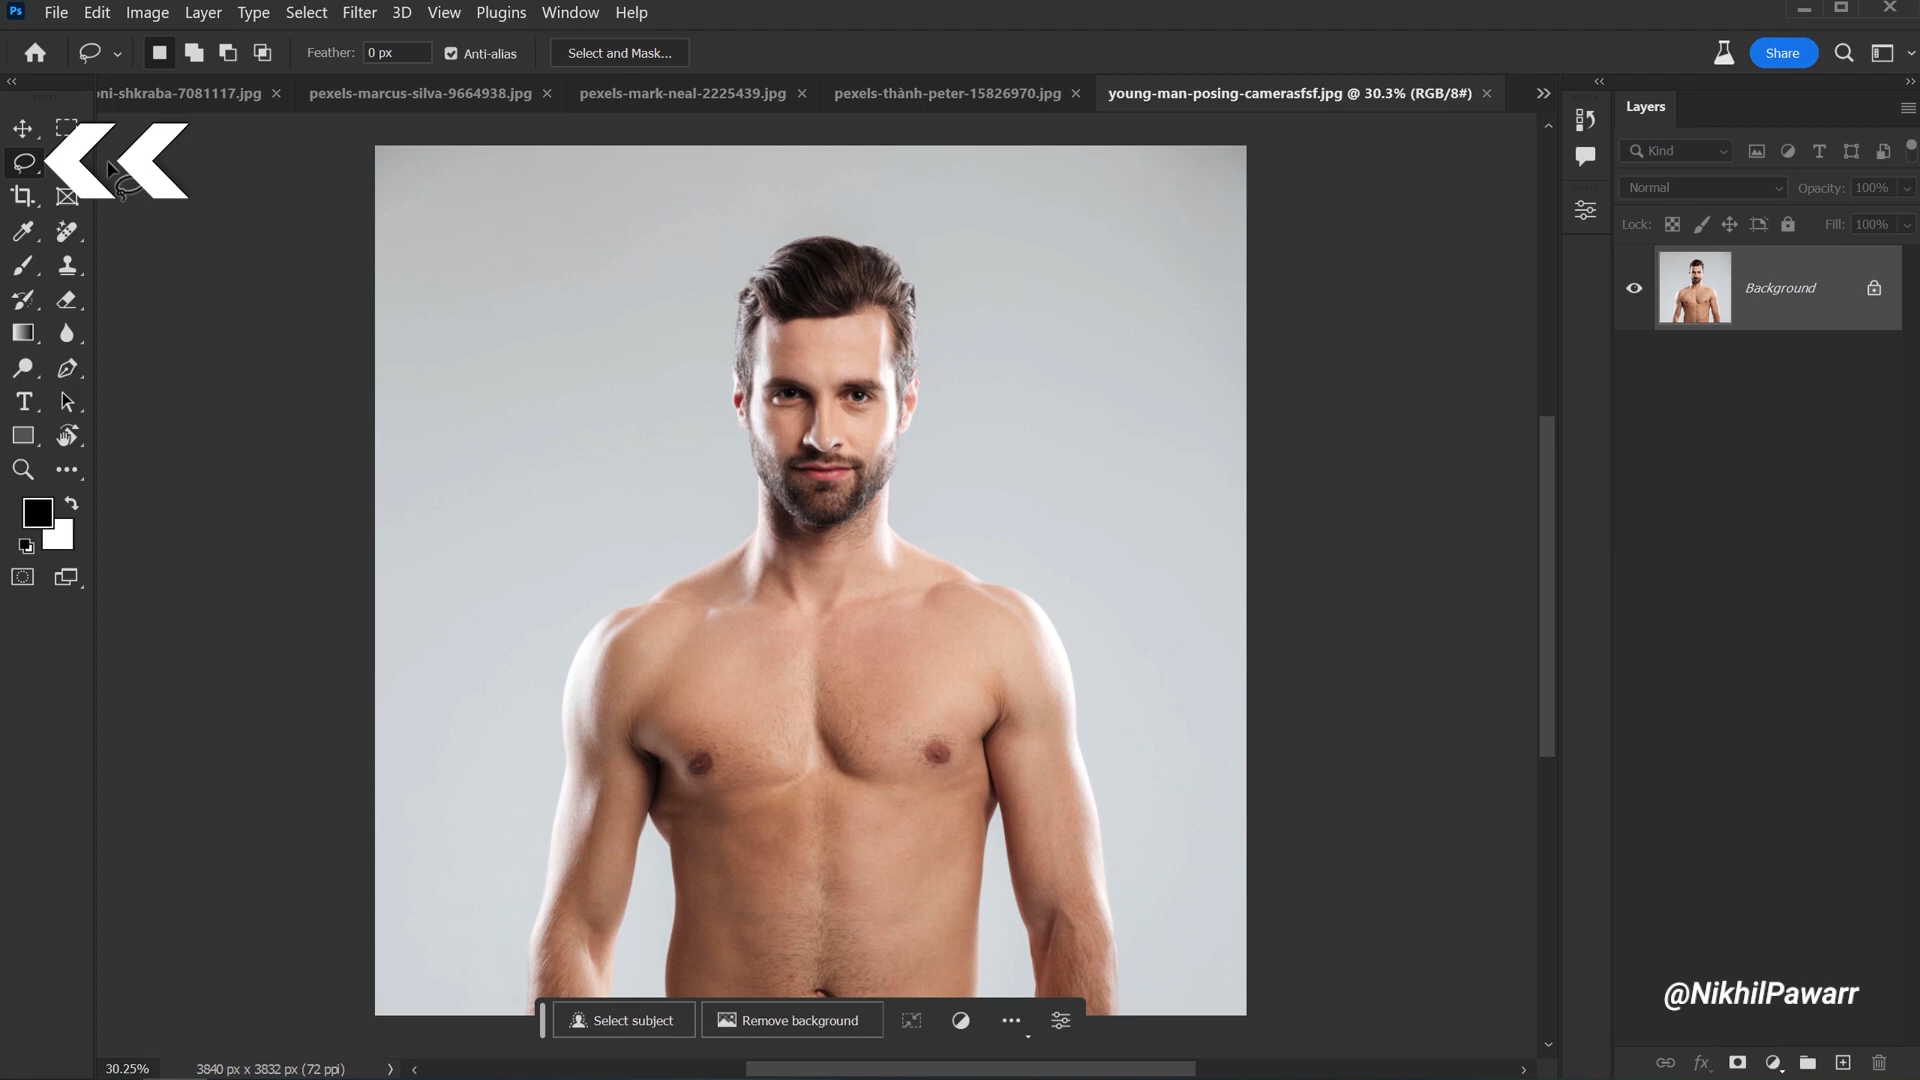 Ps File Edit Image Layer Select Type Filter 3D View Plugins Window Help
Feather: 0 px Anti-alias Select and Mask... Share
oni-shkraba-7081117.jpg pexels-marcus-silva-9664938.jpg pexels-mark-neal-2225439.jpg pexels-thành-peter-15826970.jpg young-man-posing-camerasfsf.jpg @ 30.3% (RGB/8#)
Layers
Kind
Normal Opacity: 100%
Lock: Fill: 100%
Background
T
Select subject Remove background
@NikhilPawarr
30.25% 3840 px x 3832 px (72 ppi)
fx